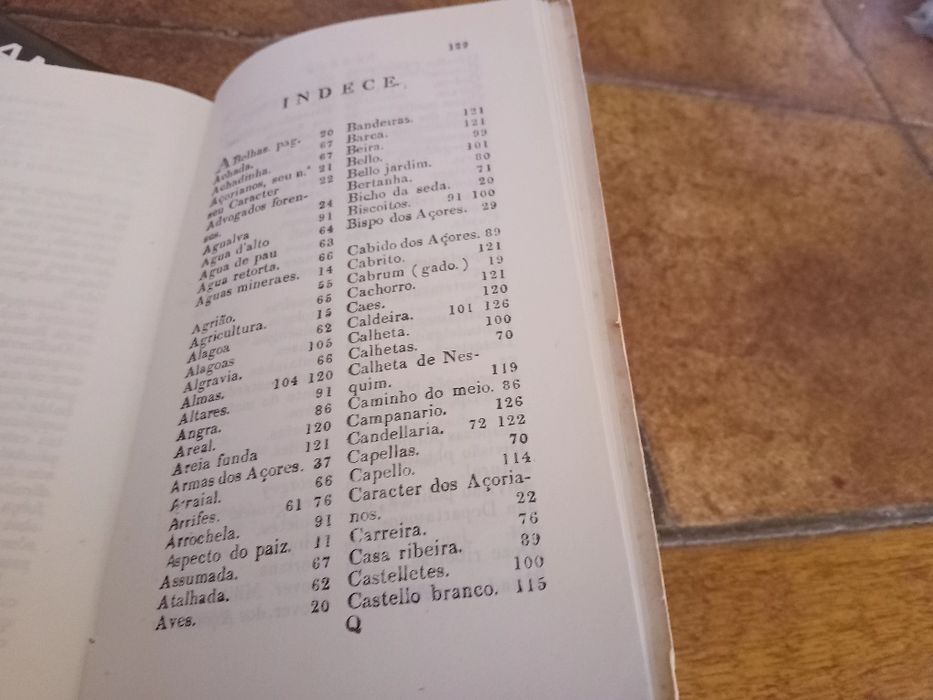 129
INDECE.
ABelhas. pag. 20
Achada. 67
Achadinha. 67
Açorianos, seu n.° 21
seu Caracter 22
Advogados foren-
ses. 24
Agualva 91
Agua d'alto 64
Agua de pau 63
Agua retorta. 66
Aguas mineraes. 14
55
Agrião. 65
Agricultura. 15
Alagoa 62
Alagoas 105
Algravia. 66
Almas. 104 120
Altares. 91
Angra. 86
Areal. 120
Areia funda 121
Armas dos Açores. 37
Arraial. 66
Arrifes. 61 76
Arrochela. 91
Aspecto do paiz. 11
Assumada. 67
Atalhada. 62
Aves. 20
Bandeiras. 121
Barca. 121
Beira. 99
Bello. 101
Bello jardim. 80
Bertanha. 71
Bicho da seda. 20
Biscoitos. 91 100
Bispo dos Açores. 29
Cabido dos Açores. 89
Cabrito. 121
Cabrum (gado.) 19
Cachorro. 121
Caes. 120
Caldeira. 101 126
Calheta. 100
Calhetas. 70
Calheta de Nes-
quim. 119
Caminho do meio. 86
Campanario. 126
Candellaria. 72 122
Capellas. 70
Capello. 114
Caracter dos Açoria-
nos. 22
Carreira. 76
Casa ribeira. 89
Castelletes. 100
Castello branco. 115
Q